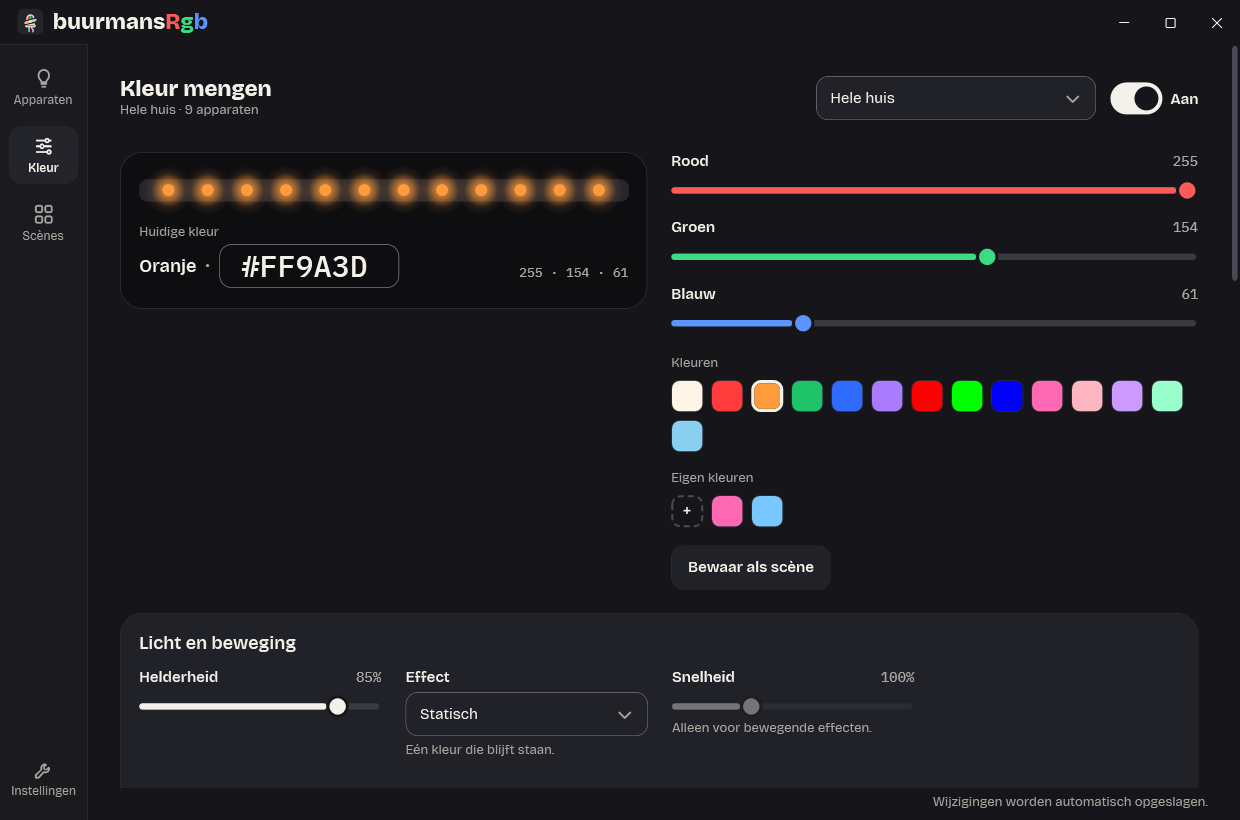 buurmansRgb
Apparaten
Kleur
Scènes
Instellingen
Kleur mengen
Hele huis · 9 apparaten
Hele huis
Aan
Huidige kleur
Oranje · #FF9A3D
255 · 154 · 61
Rood 255
Groen 154
Blauw 61
Kleuren
Eigen kleuren
+
Bewaar als scène
Licht en beweging
Helderheid 85%
Effect
Statisch
Eén kleur die blijft staan.
Snelheid 100%
Alleen voor bewegende effecten.
Wijzigingen worden automatisch opgeslagen.